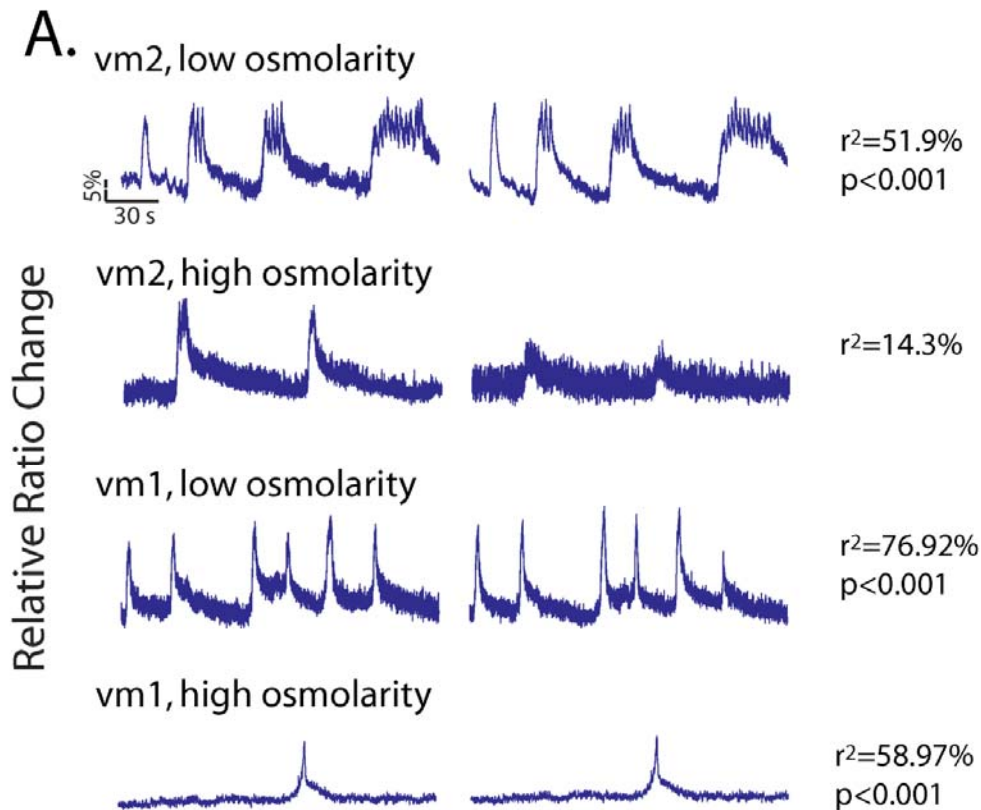 A.
vm2, low osmolarity
r²=51.9%
p<0.001
5%
30 s
Relative Ratio Change
vm2, high osmolarity
r²=14.3%
vm1, low osmolarity
r²=76.92%
p<0.001
vm1, high osmolarity
r²=58.97%
p<0.001